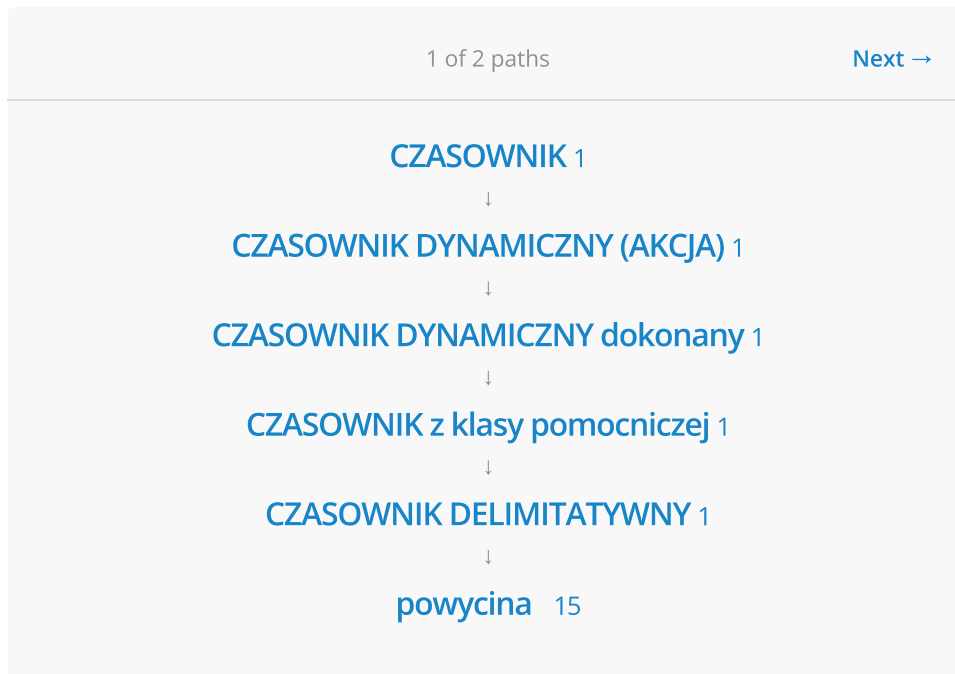 1 of 2 paths Next →
CZASOWNIK 1
↓
CZASOWNIK DYNAMICZNY (AKCJA) 1
↓
CZASOWNIK DYNAMICZNY dokonany 1
↓
CZASOWNIK z klasy pomocniczej 1
↓
CZASOWNIK DELIMITATYWNY 1
↓
powycina 15